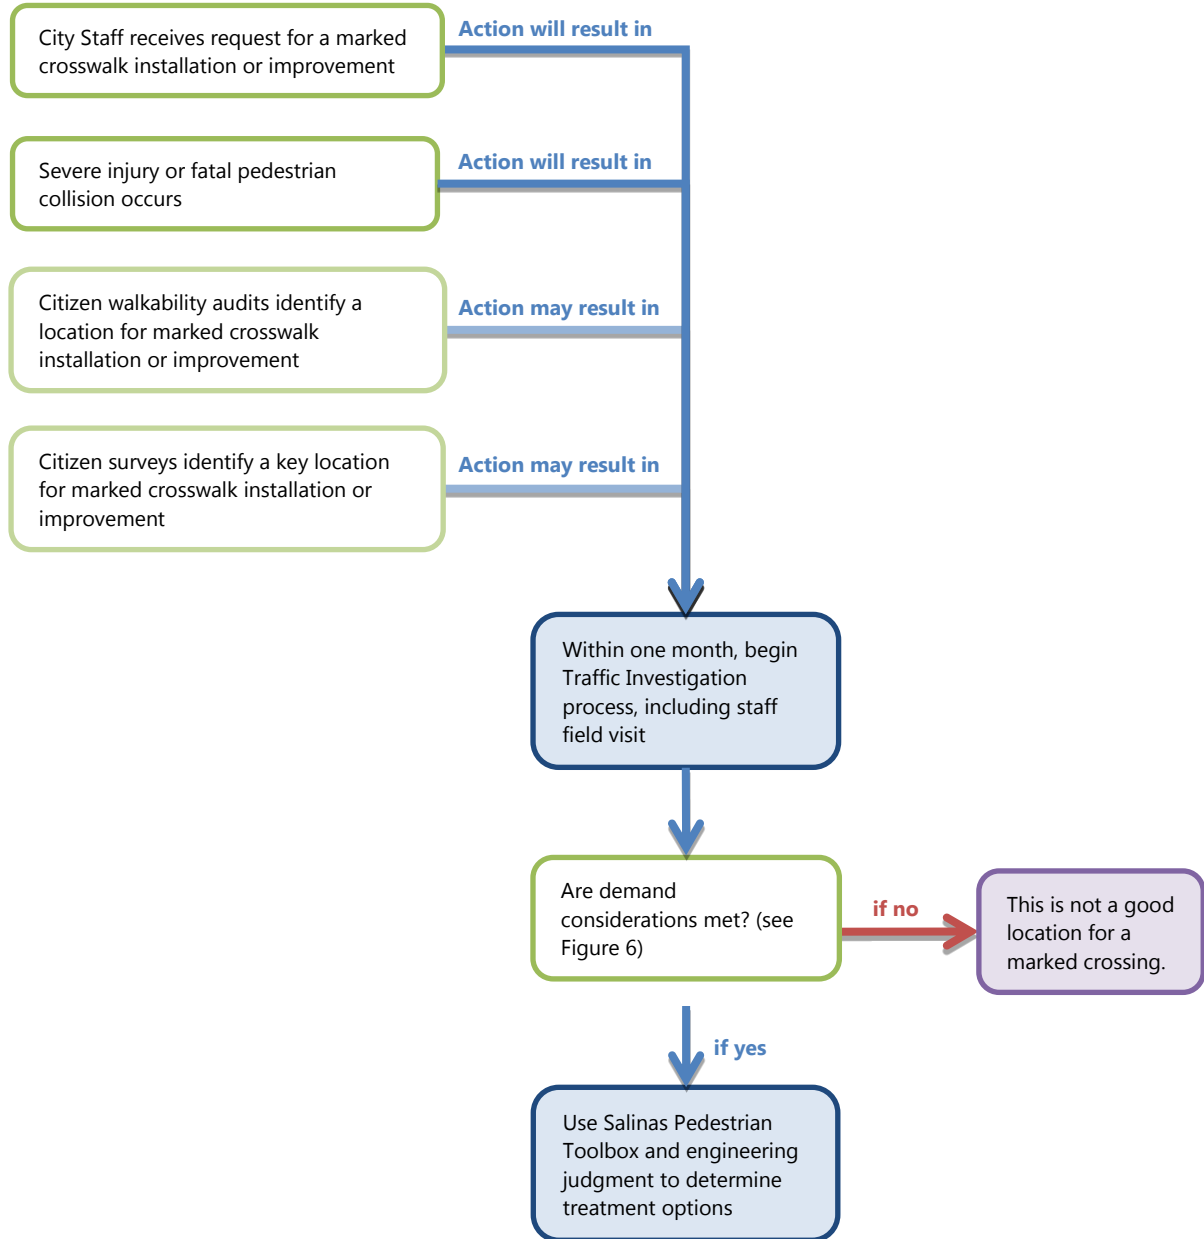 City Staff receives request for a marked
crosswalk installation or improvement
Action will result in
Severe injury or fatal pedestrian
collision occurs
Action will result in
Citizen walkability audits identify a
location for marked crosswalk
installation or improvement
Action may result in
Citizen surveys identify a key location
for marked crosswalk installation or
improvement
Action may result in
Within one month, begin
Traffic Investigation
process, including staff
field visit
Are demand
considerations met? (see
Figure 6)
if no
This is not a good
location for a
marked crossing.
if yes
Use Salinas Pedestrian
Toolbox and engineering
judgment to determine
treatment options